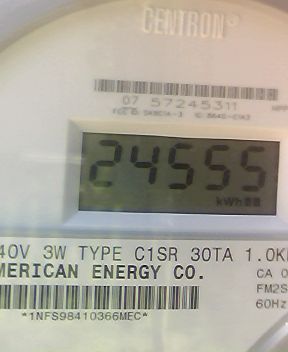 CENTRON®
07 57245311
24555
kWh
40V 3W TYPE C1SR 30TA 1.0K
MERICAN ENERGY CO.
CA 0
FM2S
60Hz
*1NFS98410366MEC*